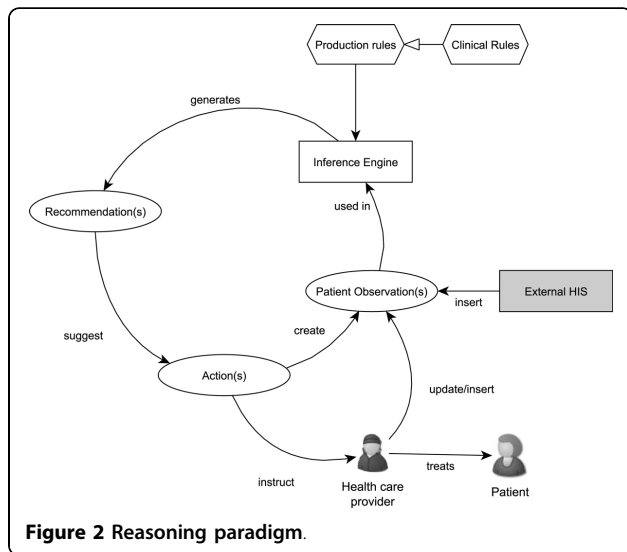 Production rules
Clinical Rules
generates
Inference Engine
Recommendation(s)
used in
Patient Observation(s)
External HIS
insert
suggest
create
Action(s)
update/insert
instruct
treats
Health care
provider
Patient
Figure 2 Reasoning paradigm.